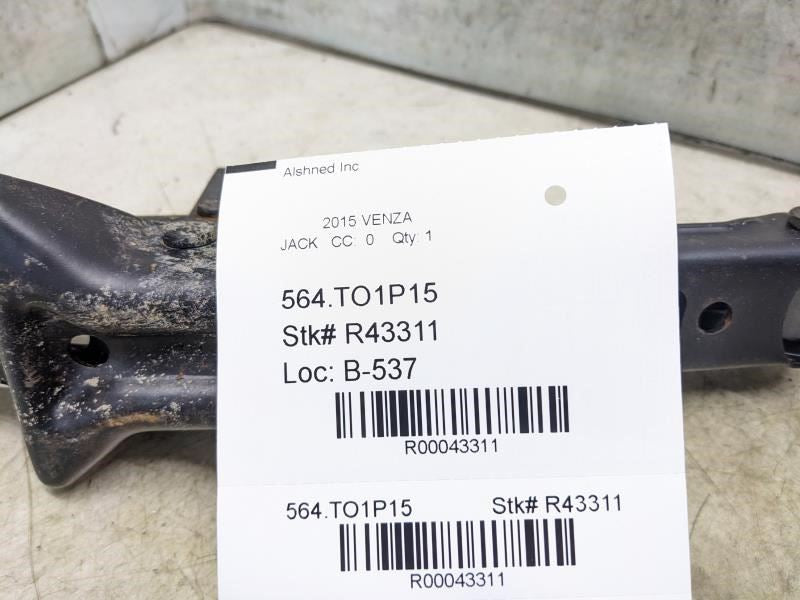 Alshned Inc
2015 VENZA
JACK CC: 0 Qty: 1
564.TO1P15
Stk# R43311
Loc: B-537
R00043311
564.TO1P15 Stk# R43311
R00043311